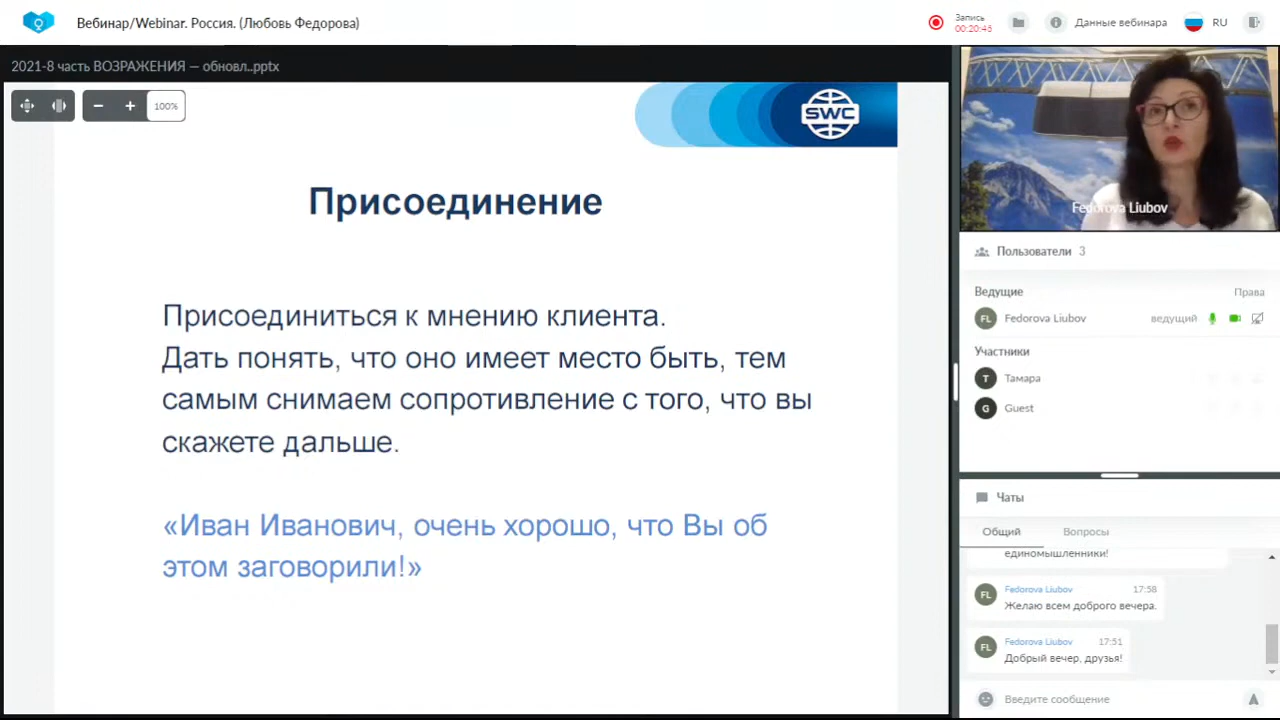 Вебинар/Webinar. Россия. (Любовь Федорова)
Запись
00:20:43
Данные вебинара
RU
2021-8 часть ВОЗРАЖЕНИЯ — обновл..pptx
100%
SWC
Присоединение
Присоединиться к мнению клиента.
Дать понять, что оно имеет место быть, тем
самым снимаем сопротивление с того, что вы
скажете дальше.
«Иван Иванович, очень хорошо, что Вы об
этом заговорили!»
Fedorova Liubov
Пользователи 3
Ведущие
Права
FL
Fedorova Liubov
ведущий
Участники
T
Тамара
G
Guest
Чаты
Общий
Вопросы
единомышленники!
FL
Fedorova Liubov
17:58
Желаю всем доброго вечера.
FL
Fedorova Liubov
17:51
Добрый вечер, друзья!
Введите сообщение